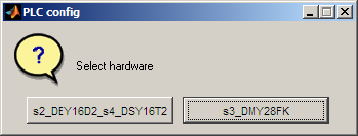 PLC config
?
Select hardware
s2_DEY16D2_s4_DSY16T2
s3_DMY28FK